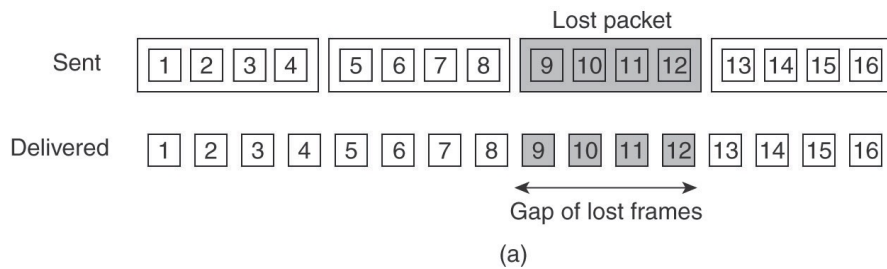 Lost packet
Sent 1 2 3 4 5 6 7 8 9 10 11 12 13 14 15 16
Delivered 1 2 3 4 5 6 7 8 9 10 11 12 13 14 15 16
Gap of lost frames
(a)